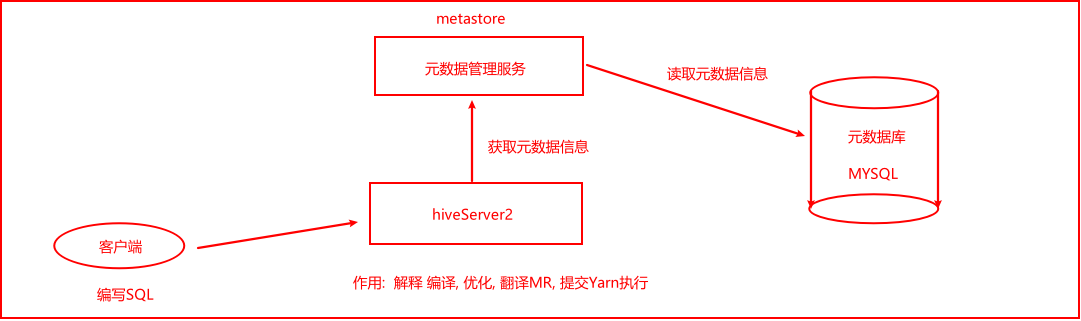 metastore
元数据管理服务
读取元数据信息
元数据库
MYSQL
获取元数据信息
hiveServer2
客户端
编写SQL
作用: 解释 编译, 优化, 翻译MR, 提交Yarn执行